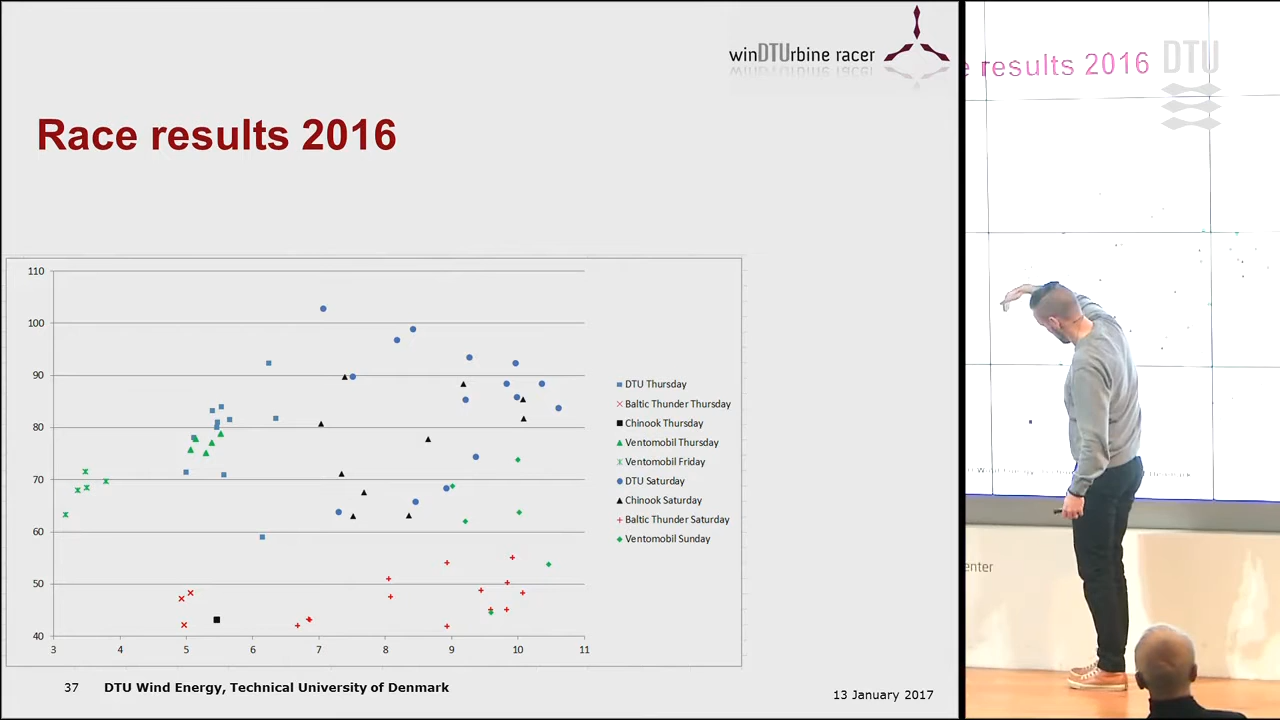 winDTUrbine racer
Race results 2016
110
100
90
80
70
60
50
40
3 4 5 6 7 8 9 10 11
DTU Thursday
Baltic Thunder Thursday
Chinook Thursday
Ventomobil Thursday
Ventomobil Friday
DTU Saturday
Chinook Saturday
Baltic Thunder Saturday
Ventomobil Sunday
37 DTU Wind Energy, Technical University of Denmark
13 January 2017
e results 2016
DTU
enter